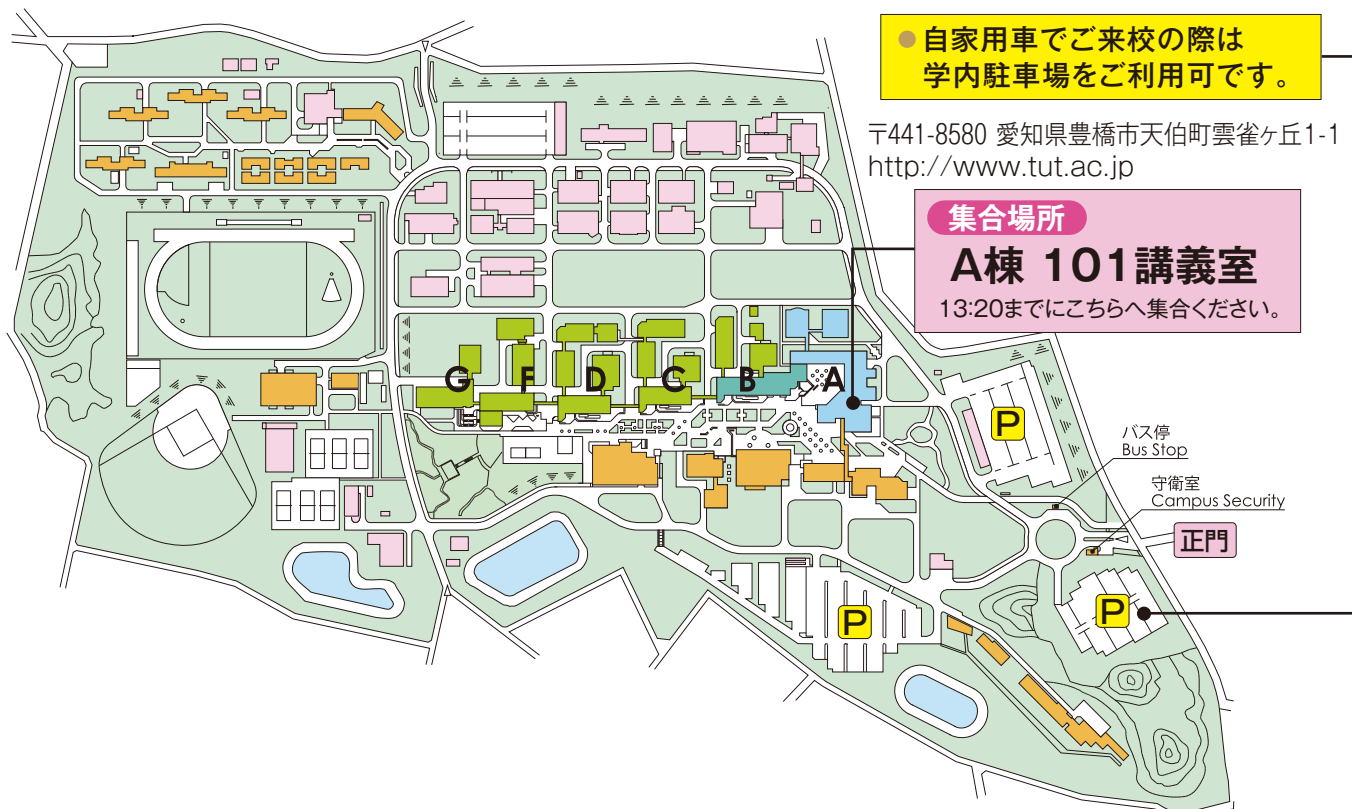 ● 自家用車でご来校の際は
学内駐車場をご利用可です。
〒441-8580 愛知県豊橋市天伯町雲雀ヶ丘1-1
http://www.tut.ac.jp
集合場所
A棟 101講義室
13:20までにこちらへ集合ください。
G F D C B A
P
バス停
Bus Stop
守衛室
Campus Security
正門
P
P